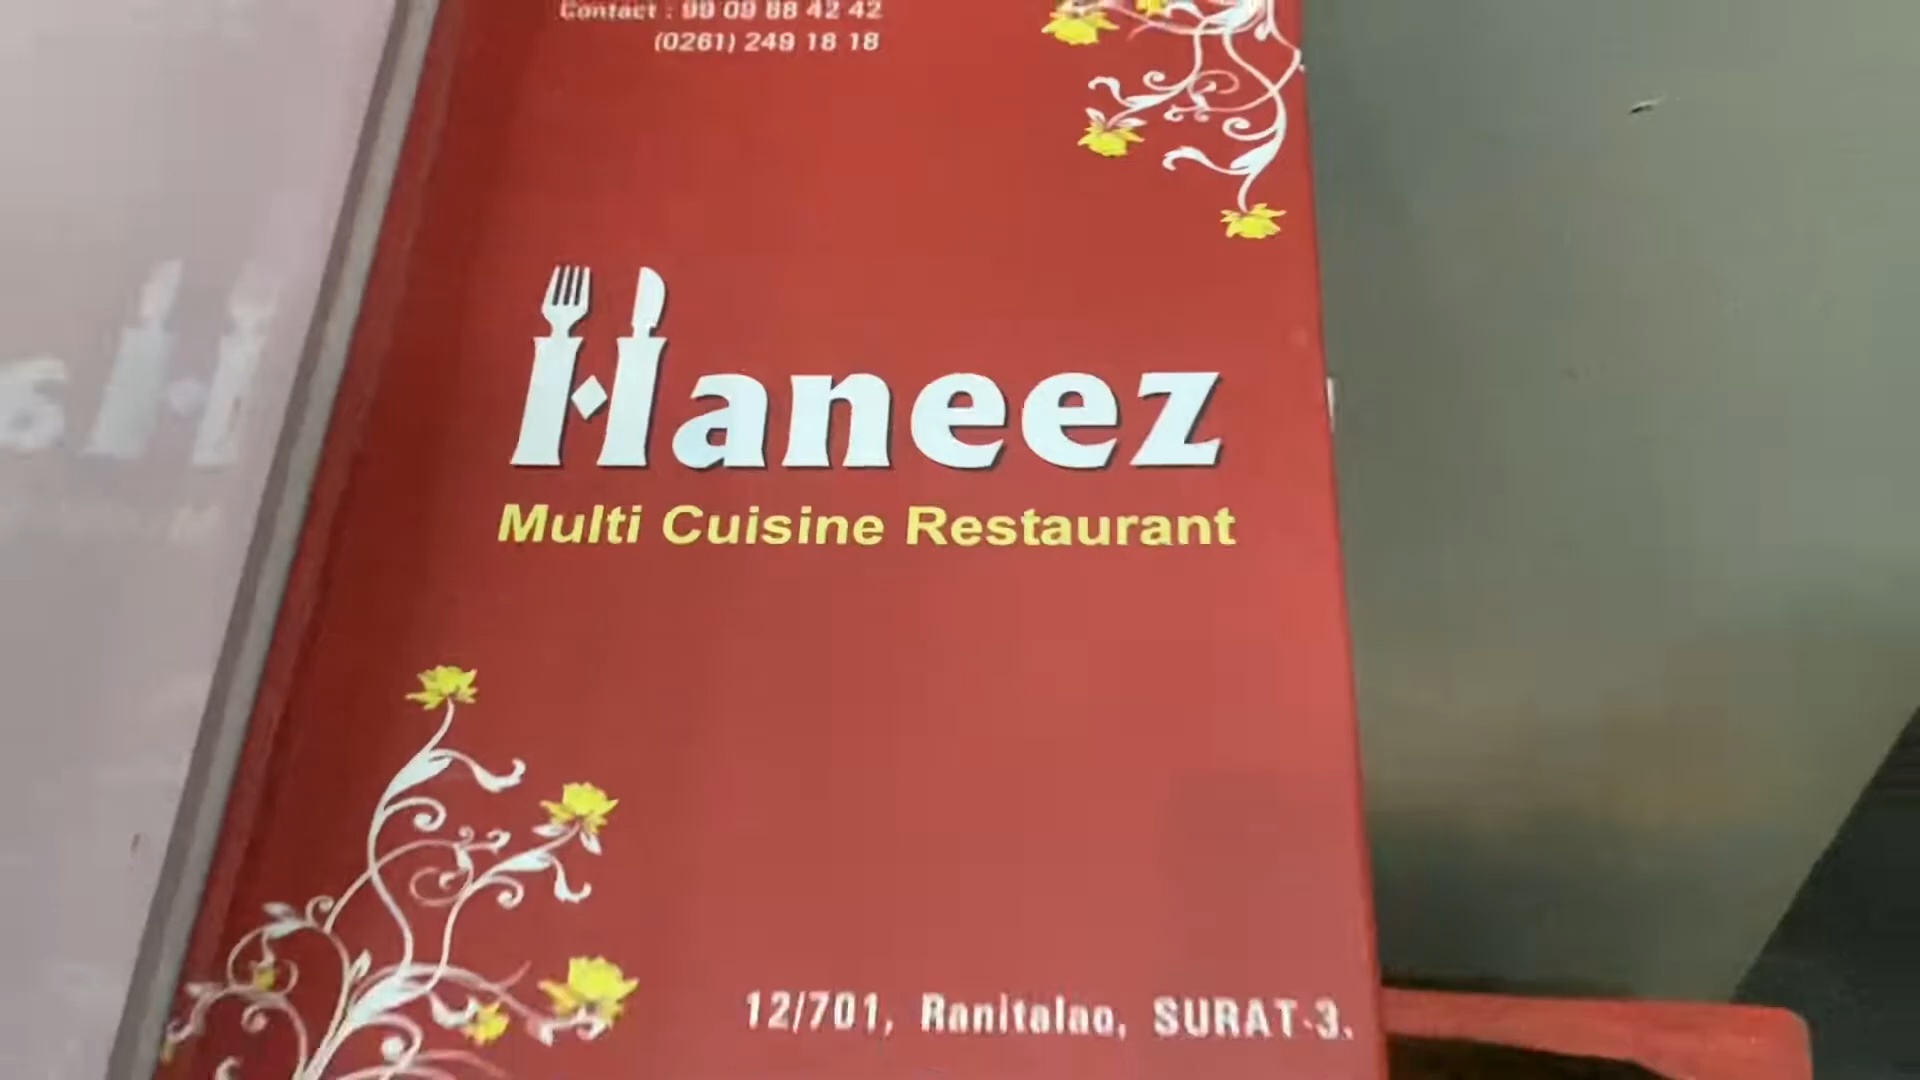 Contact : 99 09 88 42 42
(0261) 249 18 18
Haneez
Multi Cuisine Restaurant
12/701, Ranitalao, SURAT-3.